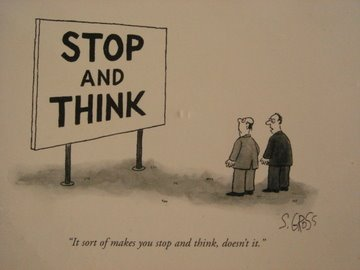 STOP
AND
THINK
S. GROSS
"It sort of makes you stop and think, doesn't it."